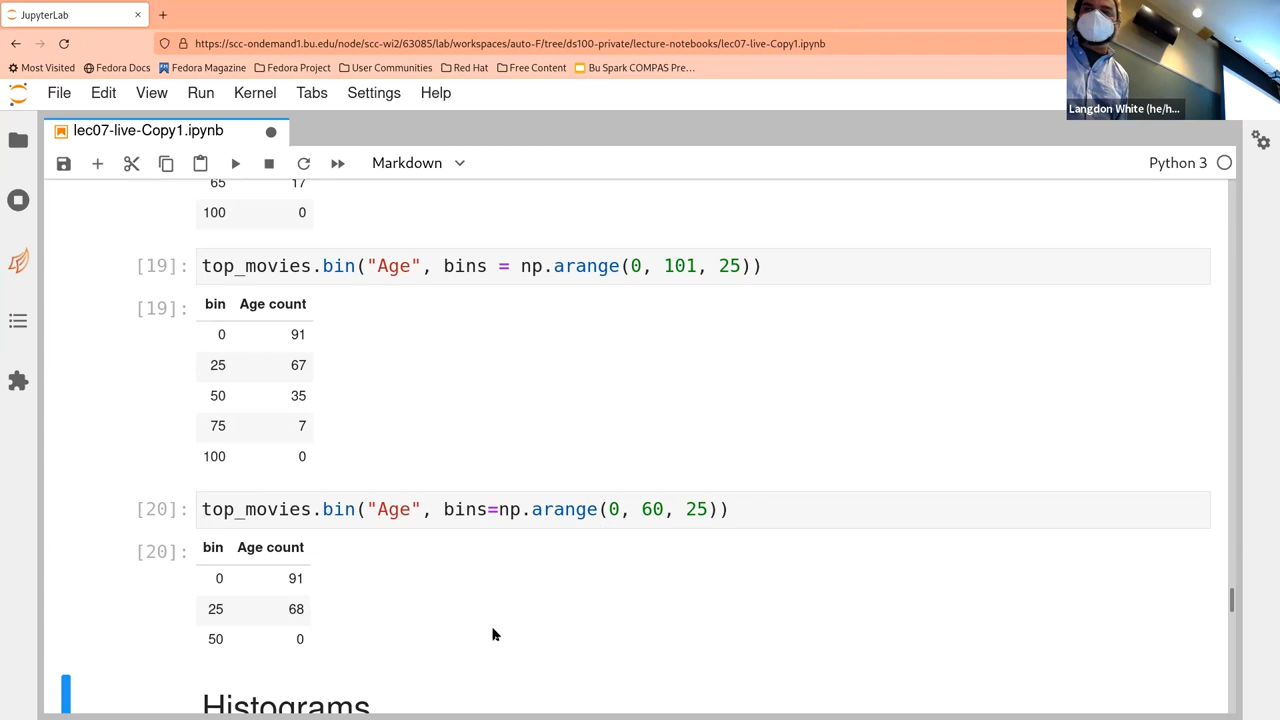 JupyterLab
https://scc-ondemand1.bu.edu/node/scc-wi2/63085/lab/workspaces/auto-F/tree/ds100-private/lecture-notebooks/lec07-live-Copy1.ipynb
Most Visited Fedora Docs Fedora Magazine Fedora Project User Communities Red Hat Free Content Bu Spark COMPAS Pre…
Langdon White (he/h...
File Edit View Run Kernel Tabs Settings Help
lec07-live-Copy1.ipynb
Markdown Python 3
65 17
100 0
[19]: top_movies.bin("Age", bins = np.arange(0, 101, 25))
[19]: bin Age count
0 91
25 67
50 35
75 7
100 0
[20]: top_movies.bin("Age", bins=np.arange(0, 60, 25))
[20]: bin Age count
0 91
25 68
50 0
Histograms